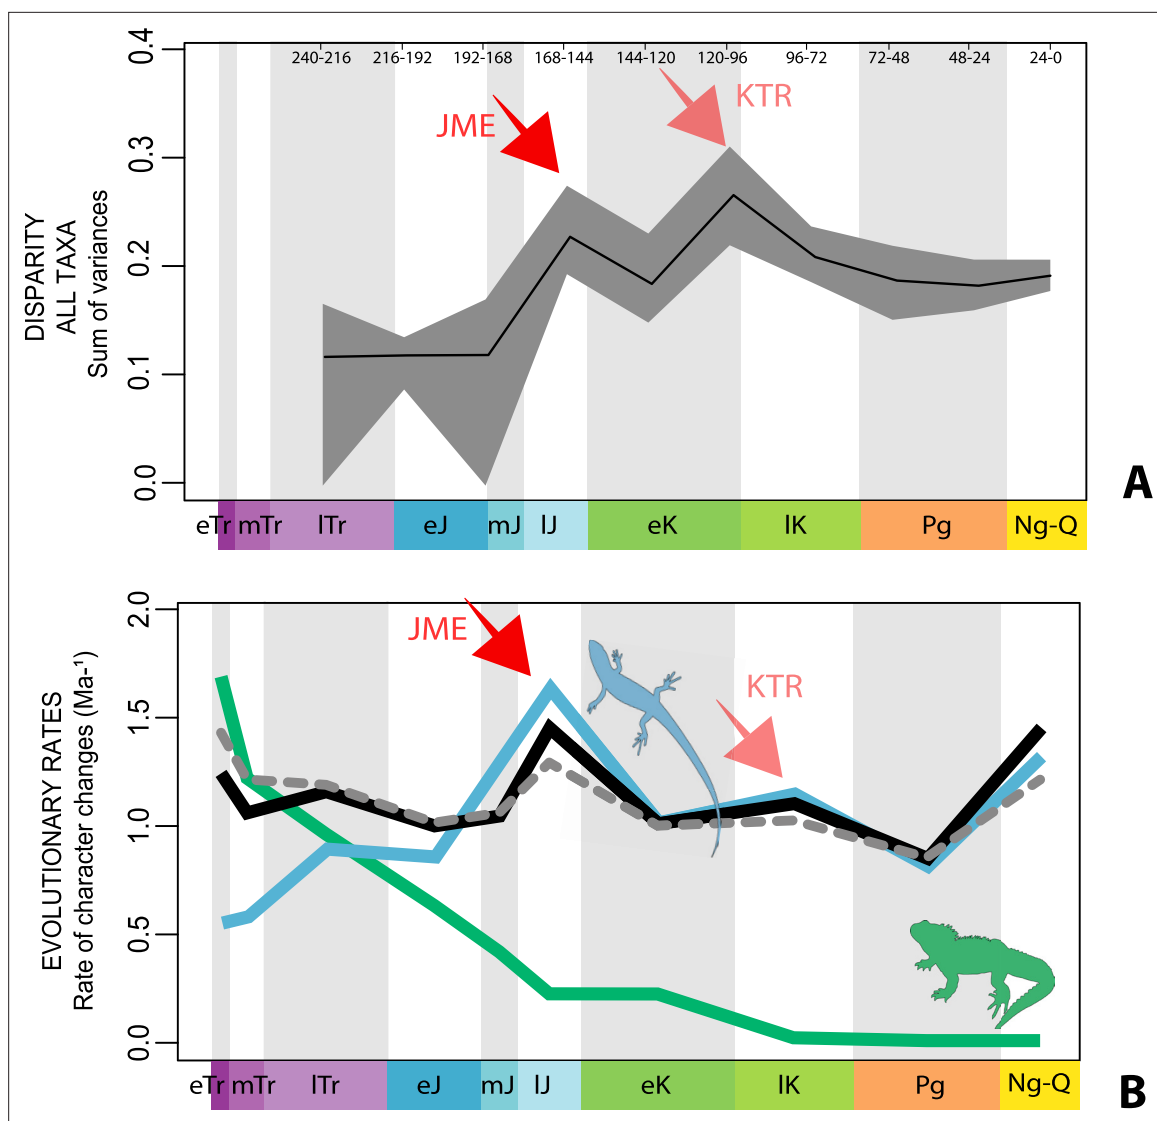 0.4
240-216 216-192 192-168 168-144 144-120 120-96 96-72 72-48 48-24 24-0
JME
KTR
0.3
0.2
0.1
0.0
DISPARITY
ALL TAXA
Sum of variances
A
eTr mTr lTr eJ mJ lJ eK lK Pg Ng-Q
2.0
JME
KTR
1.5
1.0
0.5
0.0
EVOLUTIONARY RATES
Rate of character changes (Ma-¹)
eTr mTr lTr eJ mJ lJ eK lK Pg Ng-Q
B